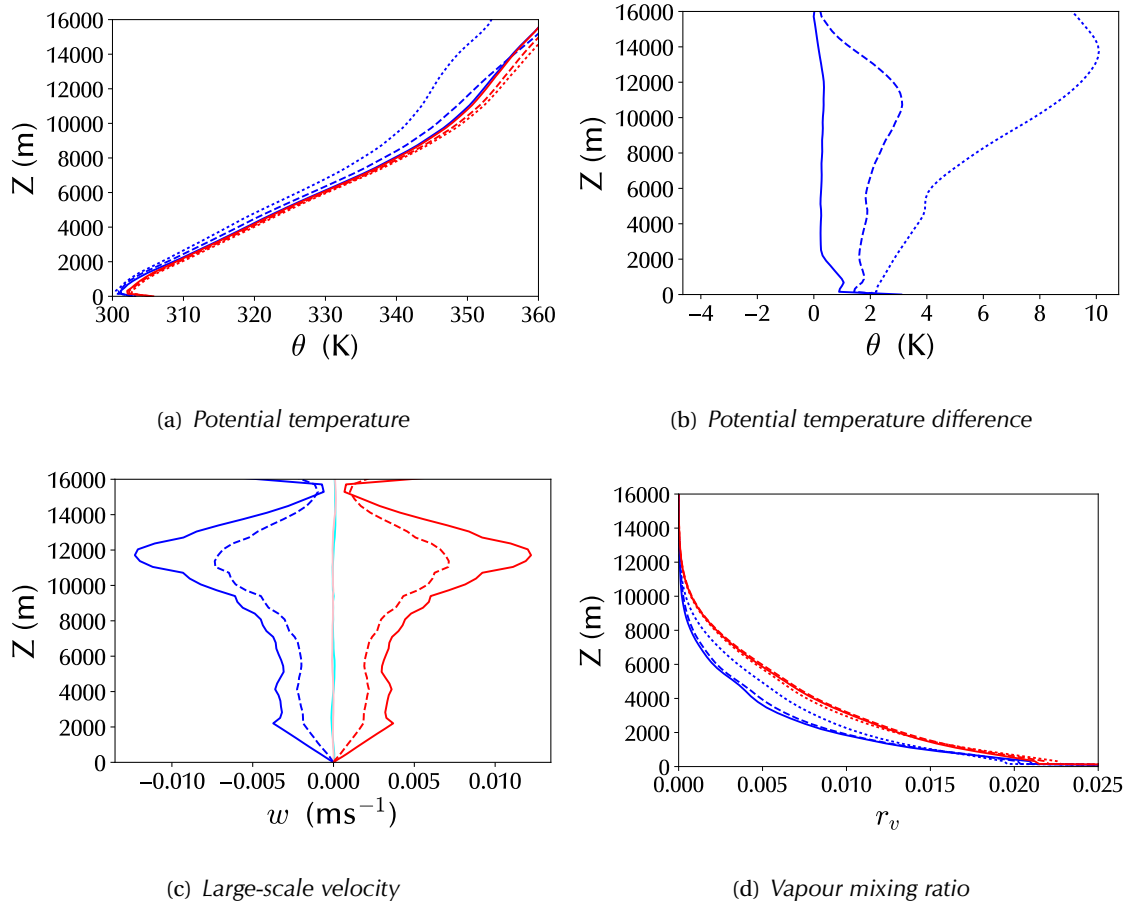 16000
14000
12000
10000
8000
6000
4000
2000
0
Z (m)
300 310 320 330 340 350 360
θ (K)
(a) Potential temperature
16000
14000
12000
10000
8000
6000
4000
2000
0
Z (m)
−4 −2 0 2 4 6 8 10
θ (K)
(b) Potential temperature difference
16000
14000
12000
10000
8000
6000
4000
2000
0
Z (m)
−0.010 −0.005 0.000 0.005 0.010
w (ms⁻¹)
(c) Large-scale velocity
16000
14000
12000
10000
8000
6000
4000
2000
0
Z (m)
0.000 0.005 0.010 0.015 0.020 0.025
r_v
(d) Vapour mixing ratio